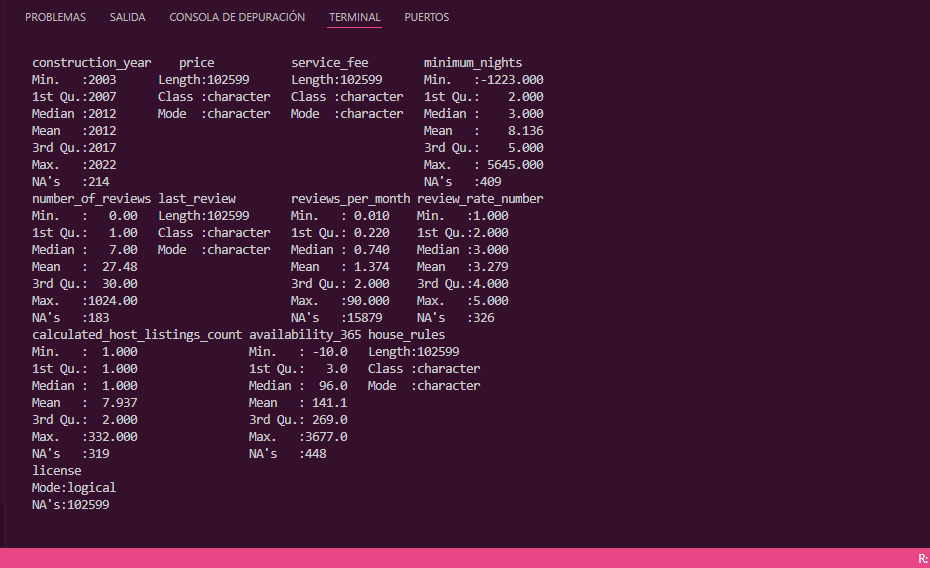 PROBLEMAS SALIDA CONSOLA DE DEPURACIÓN TERMINAL PUERTOS
construction_year    price           service_fee        minimum_nights
Min.   :2003      Length:102599      Length:102599      Min.   :-1223.000
1st Qu.:2007      Class :character   Class :character   1st Qu.:    2.000
Median :2012      Mode  :character   Mode  :character   Median :    3.000
Mean   :2012                                            Mean   :    8.136
3rd Qu.:2017                                            3rd Qu.:    5.000
Max.   :2022                                            Max.   : 5645.000
NA's   :214                                             NA's   :409
number_of_reviews last_review        reviews_per_month review_rate_number
Min.   :   0.00   Length:102599      Min.   : 0.010    Min.   :1.000
1st Qu.:   1.00   Class :character   1st Qu.: 0.220    1st Qu.:2.000
Median :   7.00   Mode  :character   Median : 0.740    Median :3.000
Mean   :  27.48                      Mean   : 1.374    Mean   :3.279
3rd Qu.:  30.00                      3rd Qu.: 2.000    3rd Qu.:4.000
Max.   :1024.00                      Max.   :90.000    Max.   :5.000
NA's   :183                          NA's   :15879     NA's   :326
calculated_host_listings_count availability_365 house_rules
Min.   :  1.000                Min.   : -10.0   Length:102599
1st Qu.:  1.000                1st Qu.:   3.0   Class :character
Median :  1.000                Median :  96.0   Mode  :character
Mean   :  7.937                Mean   : 141.1
3rd Qu.:  2.000                3rd Qu.: 269.0
Max.   :332.000                Max.   :3677.0
NA's   :319                    NA's   :448
license
Mode:logical
NA's:102599
R: